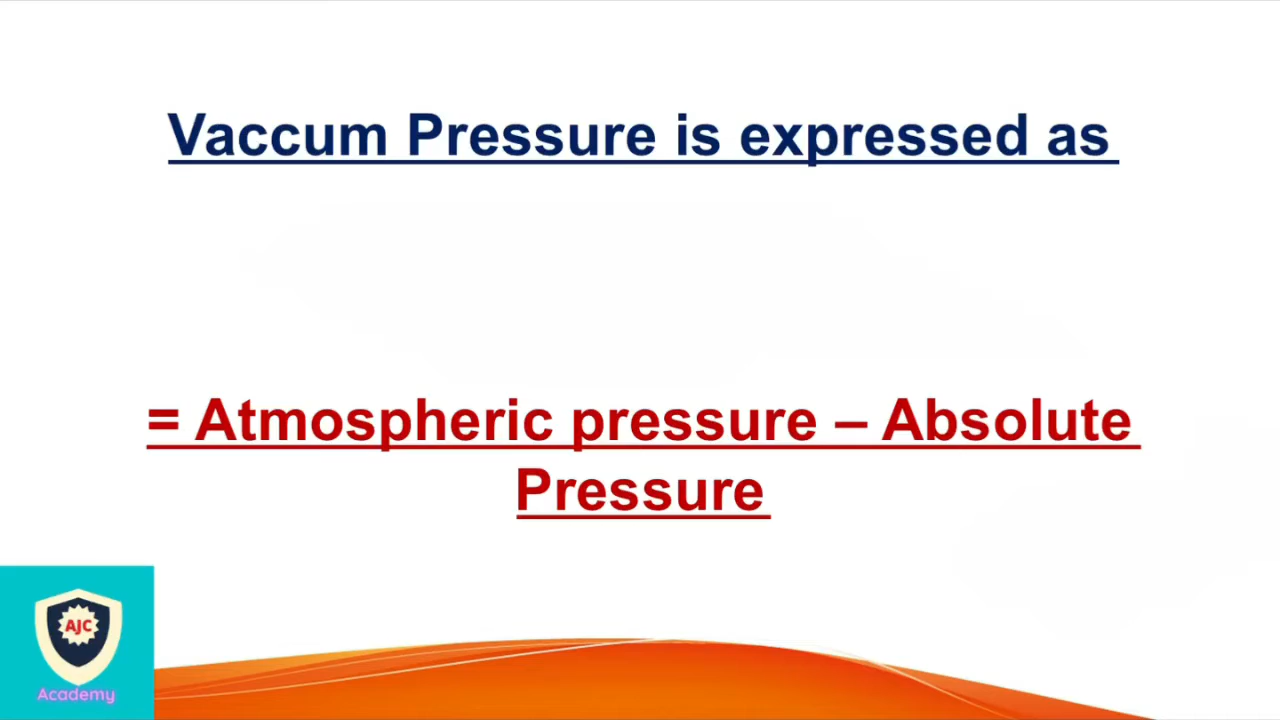 Vaccum Pressure is expressed as
= Atmospheric pressure – Absolute
Pressure
AJC
Academy